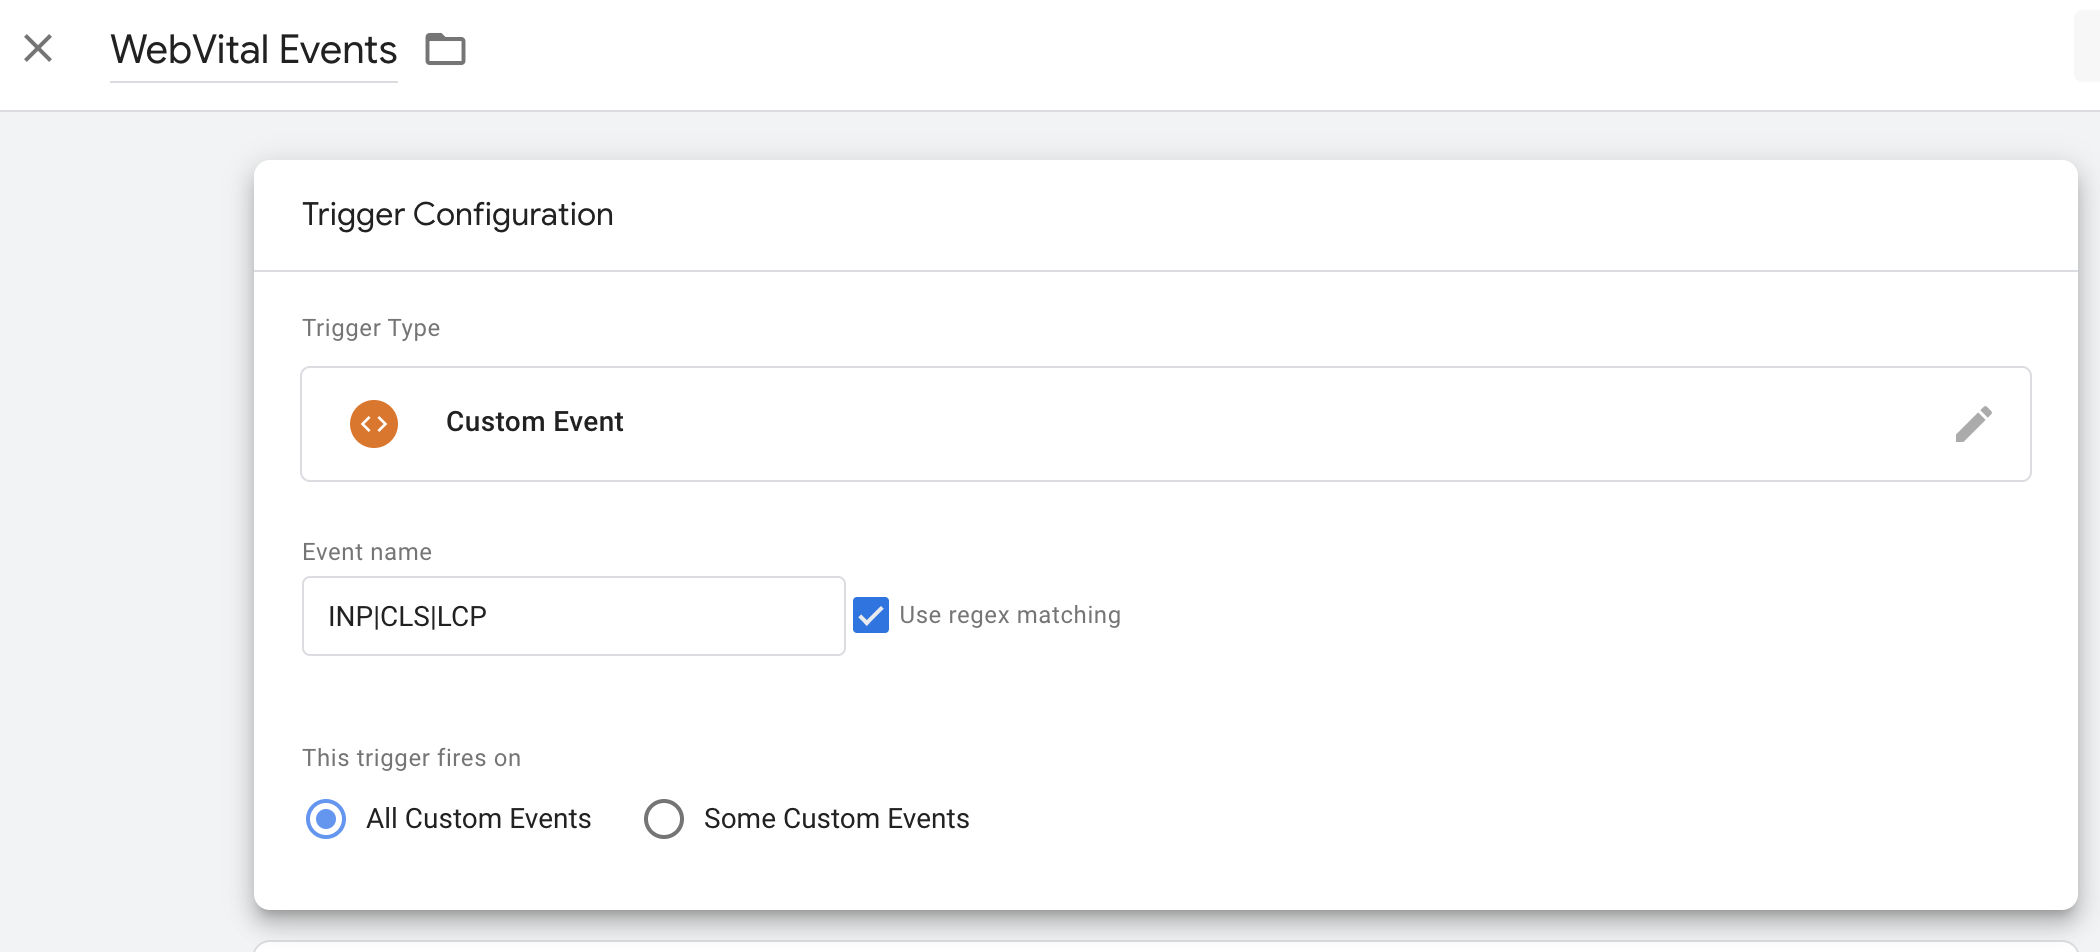 WebVital Events
Trigger Configuration
Trigger Type
Custom Event
Event name
INP|CLS|LCP
Use regex matching
This trigger fires on
All Custom Events
Some Custom Events